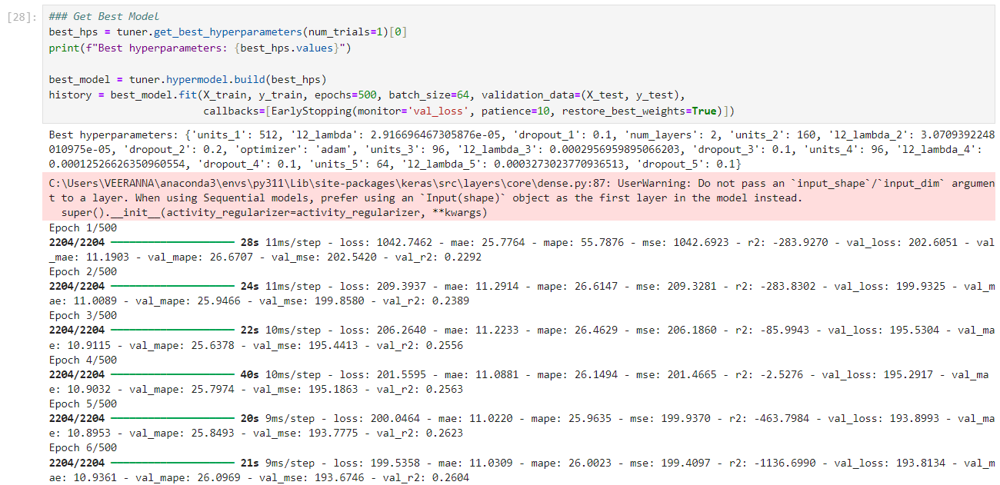 [28]:
### Get Best Model
best_hps = tuner.get_best_hyperparameters(num_trials=1)[0]
print(f"Best hyperparameters: {best_hps.values}")
best_model = tuner.hypermodel.build(best_hps)
history = best_model.fit(X_train, y_train, epochs=500, batch_size=64, validation_data=(X_test, y_test),
callbacks=[EarlyStopping(monitor='val_loss', patience=10, restore_best_weights=True)])
Best hyperparameters: {'units_1': 512, 'l2_lambda': 2.916696467305876e-05, 'dropout_1': 0.1, 'num_layers': 2, 'units_2': 160, 'l2_lambda_2': 3.0709392248
010975e-05, 'dropout_2': 0.2, 'optimizer': 'adam', 'units_3': 96, 'l2_lambda_3': 0.0002956959895066203, 'dropout_3': 0.1, 'units_4': 96, 'l2_lambda_4':
0.00012526626350960554, 'dropout_4': 0.1, 'units_5': 64, 'l2_lambda_5': 0.0003273023770936513, 'dropout_5': 0.1}
C:\Users\VEERANNA\anaconda3\envs\py311\Lib\site-packages\keras\src\layers\core\dense.py:87: UserWarning: Do not pass an `input_shape`/`input_dim` argumen
t to a layer. When using Sequential models, prefer using an `Input(shape)` object as the first layer in the model instead.
super().__init__(activity_regularizer=activity_regularizer, **kwargs)
Epoch 1/500
2204/2204 ━━━━━━━━━━━━━━━━━━━━ 28s 11ms/step - loss: 1042.7462 - mae: 25.7764 - mape: 55.7876 - mse: 1042.6923 - r2: -283.9270 - val_loss: 202.6051 - val
_mae: 11.1903 - val_mape: 26.6707 - val_mse: 202.5420 - val_r2: 0.2292
Epoch 2/500
2204/2204 ━━━━━━━━━━━━━━━━━━━━ 24s 11ms/step - loss: 209.3937 - mae: 11.2914 - mape: 26.6147 - mse: 209.3281 - r2: -283.8302 - val_loss: 199.9325 - val_m
ae: 11.0089 - val_mape: 25.9466 - val_mse: 199.8580 - val_r2: 0.2389
Epoch 3/500
2204/2204 ━━━━━━━━━━━━━━━━━━━━ 22s 10ms/step - loss: 206.2640 - mae: 11.2233 - mape: 26.4629 - mse: 206.1860 - r2: -85.9943 - val_loss: 195.5304 - val_ma
e: 10.9115 - val_mape: 25.6378 - val_mse: 195.4413 - val_r2: 0.2556
Epoch 4/500
2204/2204 ━━━━━━━━━━━━━━━━━━━━ 40s 10ms/step - loss: 201.5595 - mae: 11.0881 - mape: 26.1494 - mse: 201.4665 - r2: -2.5276 - val_loss: 195.2917 - val_ma
e: 10.9032 - val_mape: 25.7974 - val_mse: 195.1863 - val_r2: 0.2563
Epoch 5/500
2204/2204 ━━━━━━━━━━━━━━━━━━━━ 20s 9ms/step - loss: 200.0464 - mae: 11.0220 - mape: 25.9635 - mse: 199.9370 - r2: -463.7984 - val_loss: 193.8993 - val_ma
e: 10.8953 - val_mape: 25.8493 - val_mse: 193.7775 - val_r2: 0.2623
Epoch 6/500
2204/2204 ━━━━━━━━━━━━━━━━━━━━ 21s 9ms/step - loss: 199.5358 - mae: 11.0309 - mape: 26.0023 - mse: 199.4097 - r2: -1136.6990 - val_loss: 193.8134 - val_m
ae: 10.9361 - val_mape: 26.0969 - val_mse: 193.6746 - val_r2: 0.2604